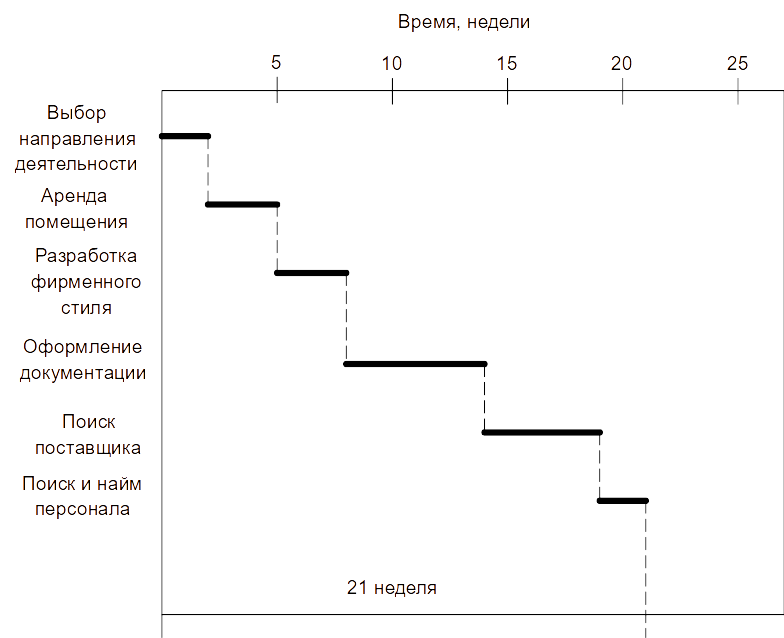 Время, недели
5 10 15 20 25
Выбор
направления
деятельности
Аренда
помещения
Разработка
фирменного
стиля
Оформление
документации
Поиск
поставщика
Поиск и найм
персонала
21 неделя